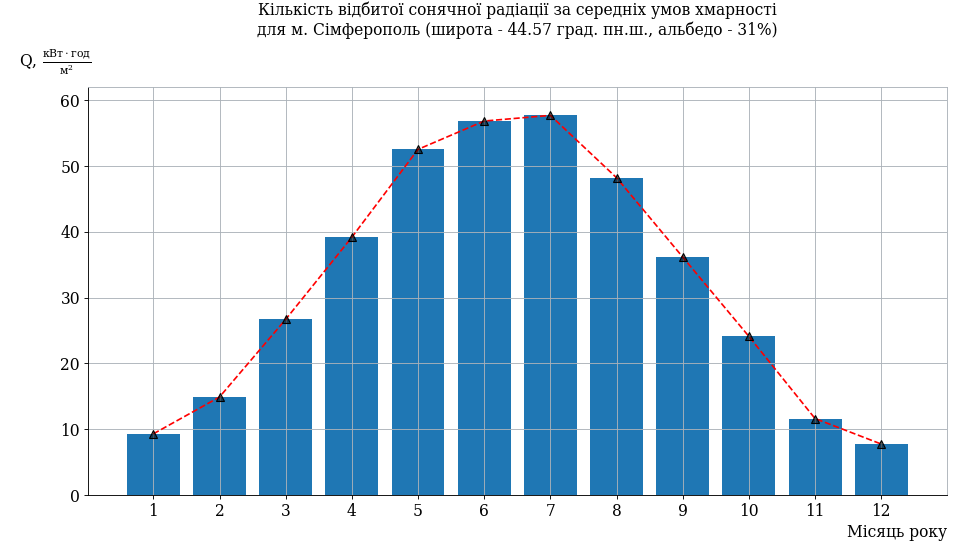 Кількість відбитої сонячної радіації за середніх умов хмарності
для м. Сімферополь (широта - 44.57 град. пн.ш., альбедо - 31%)
Q, кВт · год / м²
60
50
40
30
20
10
0
1 2 3 4 5 6 7 8 9 10 11 12
Місяць року